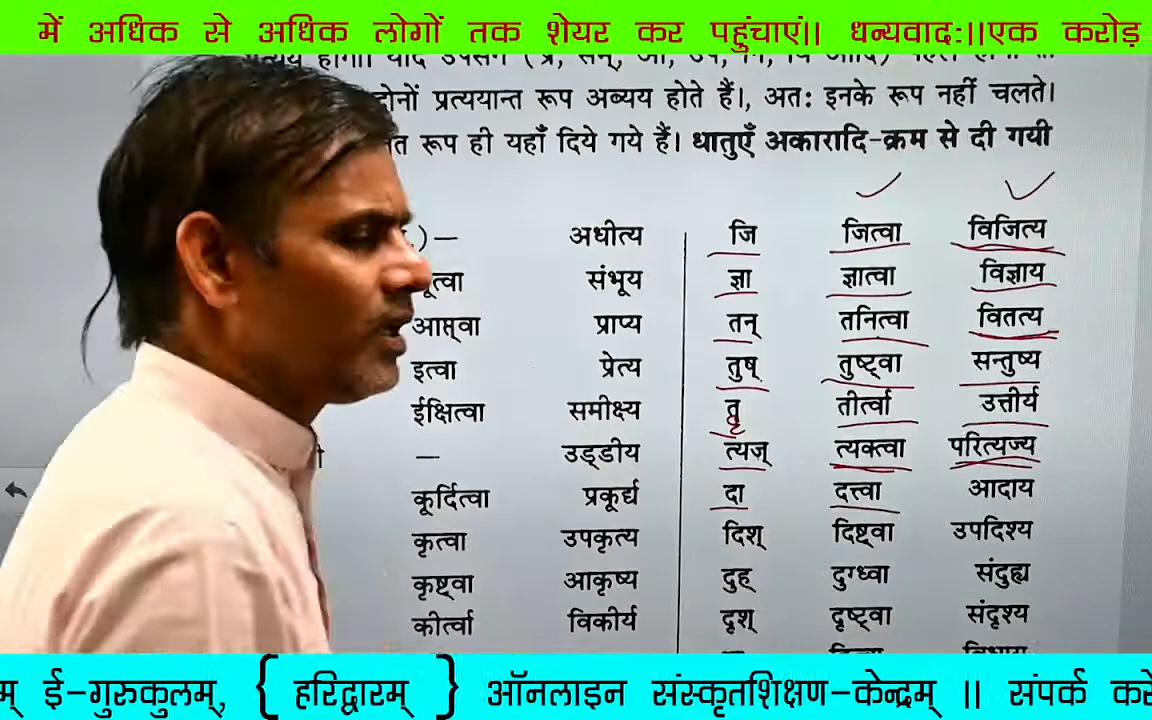 में अधिक से अधिक लोगों तक शेयर कर पहुंचाएं॥ धन्यवादः॥एक करोड़
दोनों प्रत्ययान्त रूप अव्यय होते हैं।, अतः इनके रूप नहीं चलते।
रूप ही यहाँ दिये गये हैं। धातुएँ अकारादि-क्रम से दी गयी
.)— अधीत्य जि जित्वा विजित्य
संभूय ज्ञा ज्ञात्वा विज्ञाय
आप्त्वा प्राप्य तन् तनित्वा वितत्य
इत्वा प्रेत्य तुष् तुष्ट्वा सन्तुष्य
ईक्षित्वा समीक्ष्य तॄ तीर्त्वा उत्तीर्य
— उड्डीय त्यज् त्यक्त्वा परित्यज्य
कूर्दित्वा प्रकूर्द्य दा दत्त्वा आदाय
कृत्वा उपकृत्य दिश् दिष्ट्वा उपदिश्य
कृष्ट्वा आकृष्य दुह् दुग्ध्वा संदुह्य
कीर्त्वा विकीर्य दृश् दृष्ट्वा संदृश्य
म् ई-गुरुकुलम्, { हरिद्वारम् } ऑनलाइन संस्कृतशिक्षण-केन्द्रम् ॥ संपर्क करे